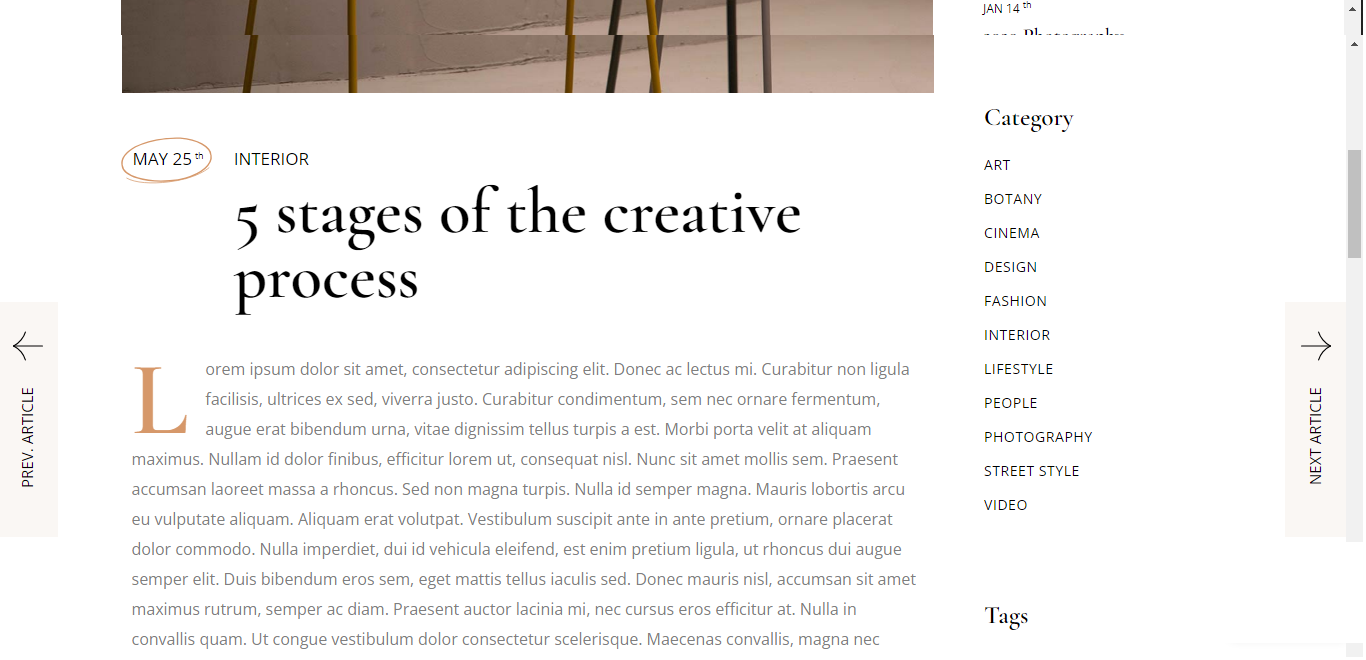 JAN 14 th
MAY 25 th
INTERIOR
5 stages of the creative
process
Lorem ipsum dolor sit amet, consectetur adipiscing elit. Donec ac lectus mi. Curabitur non ligula
facilisis, ultrices ex sed, viverra justo. Curabitur condimentum, sem nec ornare fermentum,
augue erat bibendum urna, vitae dignissim tellus turpis a est. Morbi porta velit at aliquam
maximus. Nullam id dolor finibus, efficitur lorem ut, consequat nisl. Nunc sit amet mollis sem. Praesent
accumsan laoreet massa a rhoncus. Sed non magna turpis. Nulla id semper magna. Mauris lobortis arcu
eu vulputate aliquam. Aliquam erat volutpat. Vestibulum suscipit ante in ante pretium, ornare placerat
dolor commodo. Nulla imperdiet, dui id vehicula eleifend, est enim pretium ligula, ut rhoncus dui augue
semper elit. Duis bibendum eros sem, eget mattis tellus iaculis sed. Donec mauris nisl, accumsan sit amet
maximus rutrum, semper ac diam. Praesent auctor lacinia mi, nec cursus eros efficitur at. Nulla in
convallis quam. Ut congue vestibulum dolor consectetur scelerisque. Maecenas convallis, magna nec
PREV. ARTICLE
NEXT ARTICLE
Category
ART
BOTANY
CINEMA
DESIGN
FASHION
INTERIOR
LIFESTYLE
PEOPLE
PHOTOGRAPHY
STREET STYLE
VIDEO
Tags